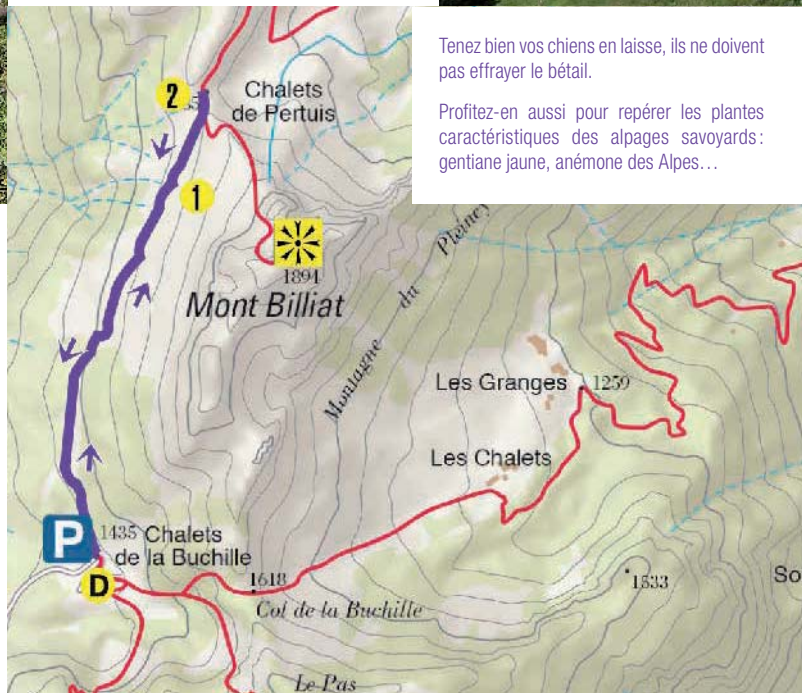 Tenez bien vos chiens en laisse, ils ne doivent
pas effrayer le bétail.
Profitez-en aussi pour repérer les plantes
caractéristiques des alpages savoyards :
gentiane jaune, anémone des Alpes…
2
Chalets
de Pertuis
1
1894
Mont Billiat
Montagne du Pleiney
Les Granges
1259
Les Chalets
P
1435
Chalets
de la Buchille
D
1618
Col de la Buchille
1533
So
Le Pas